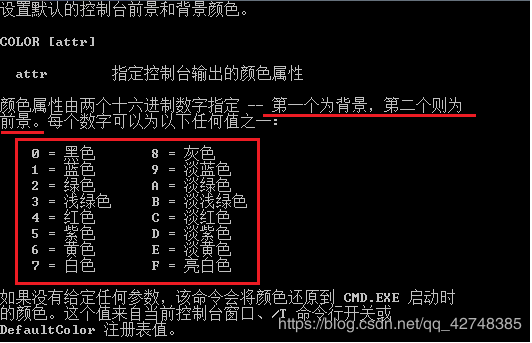 设置默认的控制台前景和背景颜色。
COLOR [attr]
attr 指定控制台输出的颜色属性
颜色属性由两个十六进制数字指定 -- 第一个为背景，第二个则为
前景。每个数字可以为以下任何值之一:
0 = 黑色 8 = 灰色
1 = 蓝色 9 = 淡蓝色
2 = 绿色 A = 淡绿色
3 = 浅绿色 B = 淡浅绿色
4 = 红色 C = 淡红色
5 = 紫色 D = 淡紫色
6 = 黄色 E = 淡黄色
7 = 白色 F = 亮白色
如果没有给定任何参数，该命令会将颜色还原到 CMD.EXE 启动时
的颜色。这个值来自当前控制台窗口、/T 命令行开关或
DefaultColor 注册表值。
https://blog.csdn.net/qq_42748385